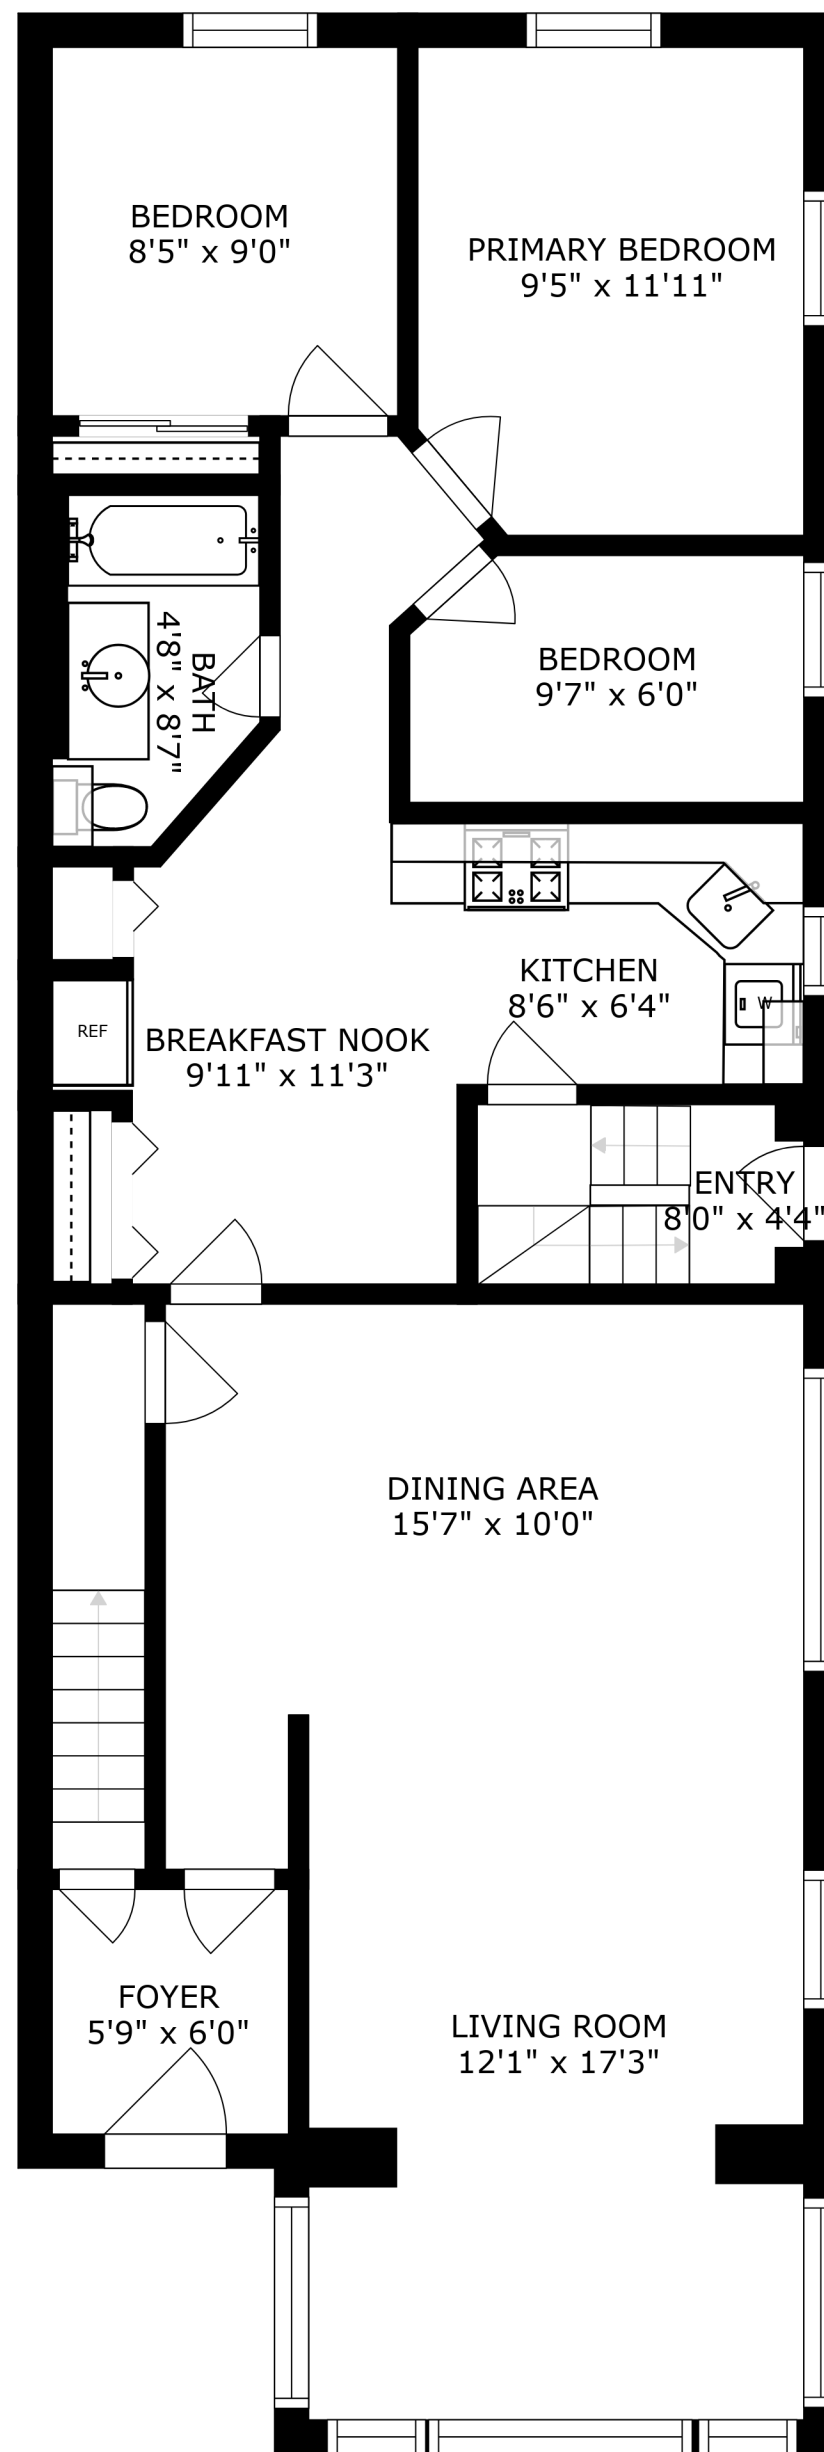 BEDROOM
8'5" x 9'0"
PRIMARY BEDROOM
9'5" x 11'11"
BEDROOM
9'7" x 6'0"
BATH
4'8" x 8'7"
KITCHEN
8'6" x 6'4"
W
REF
BREAKFAST NOOK
9'11" x 11'3"
ENTRY
8'0" x 4'4"
DINING AREA
15'7" x 10'0"
FOYER
5'9" x 6'0"
LIVING ROOM
12'1" x 17'3"